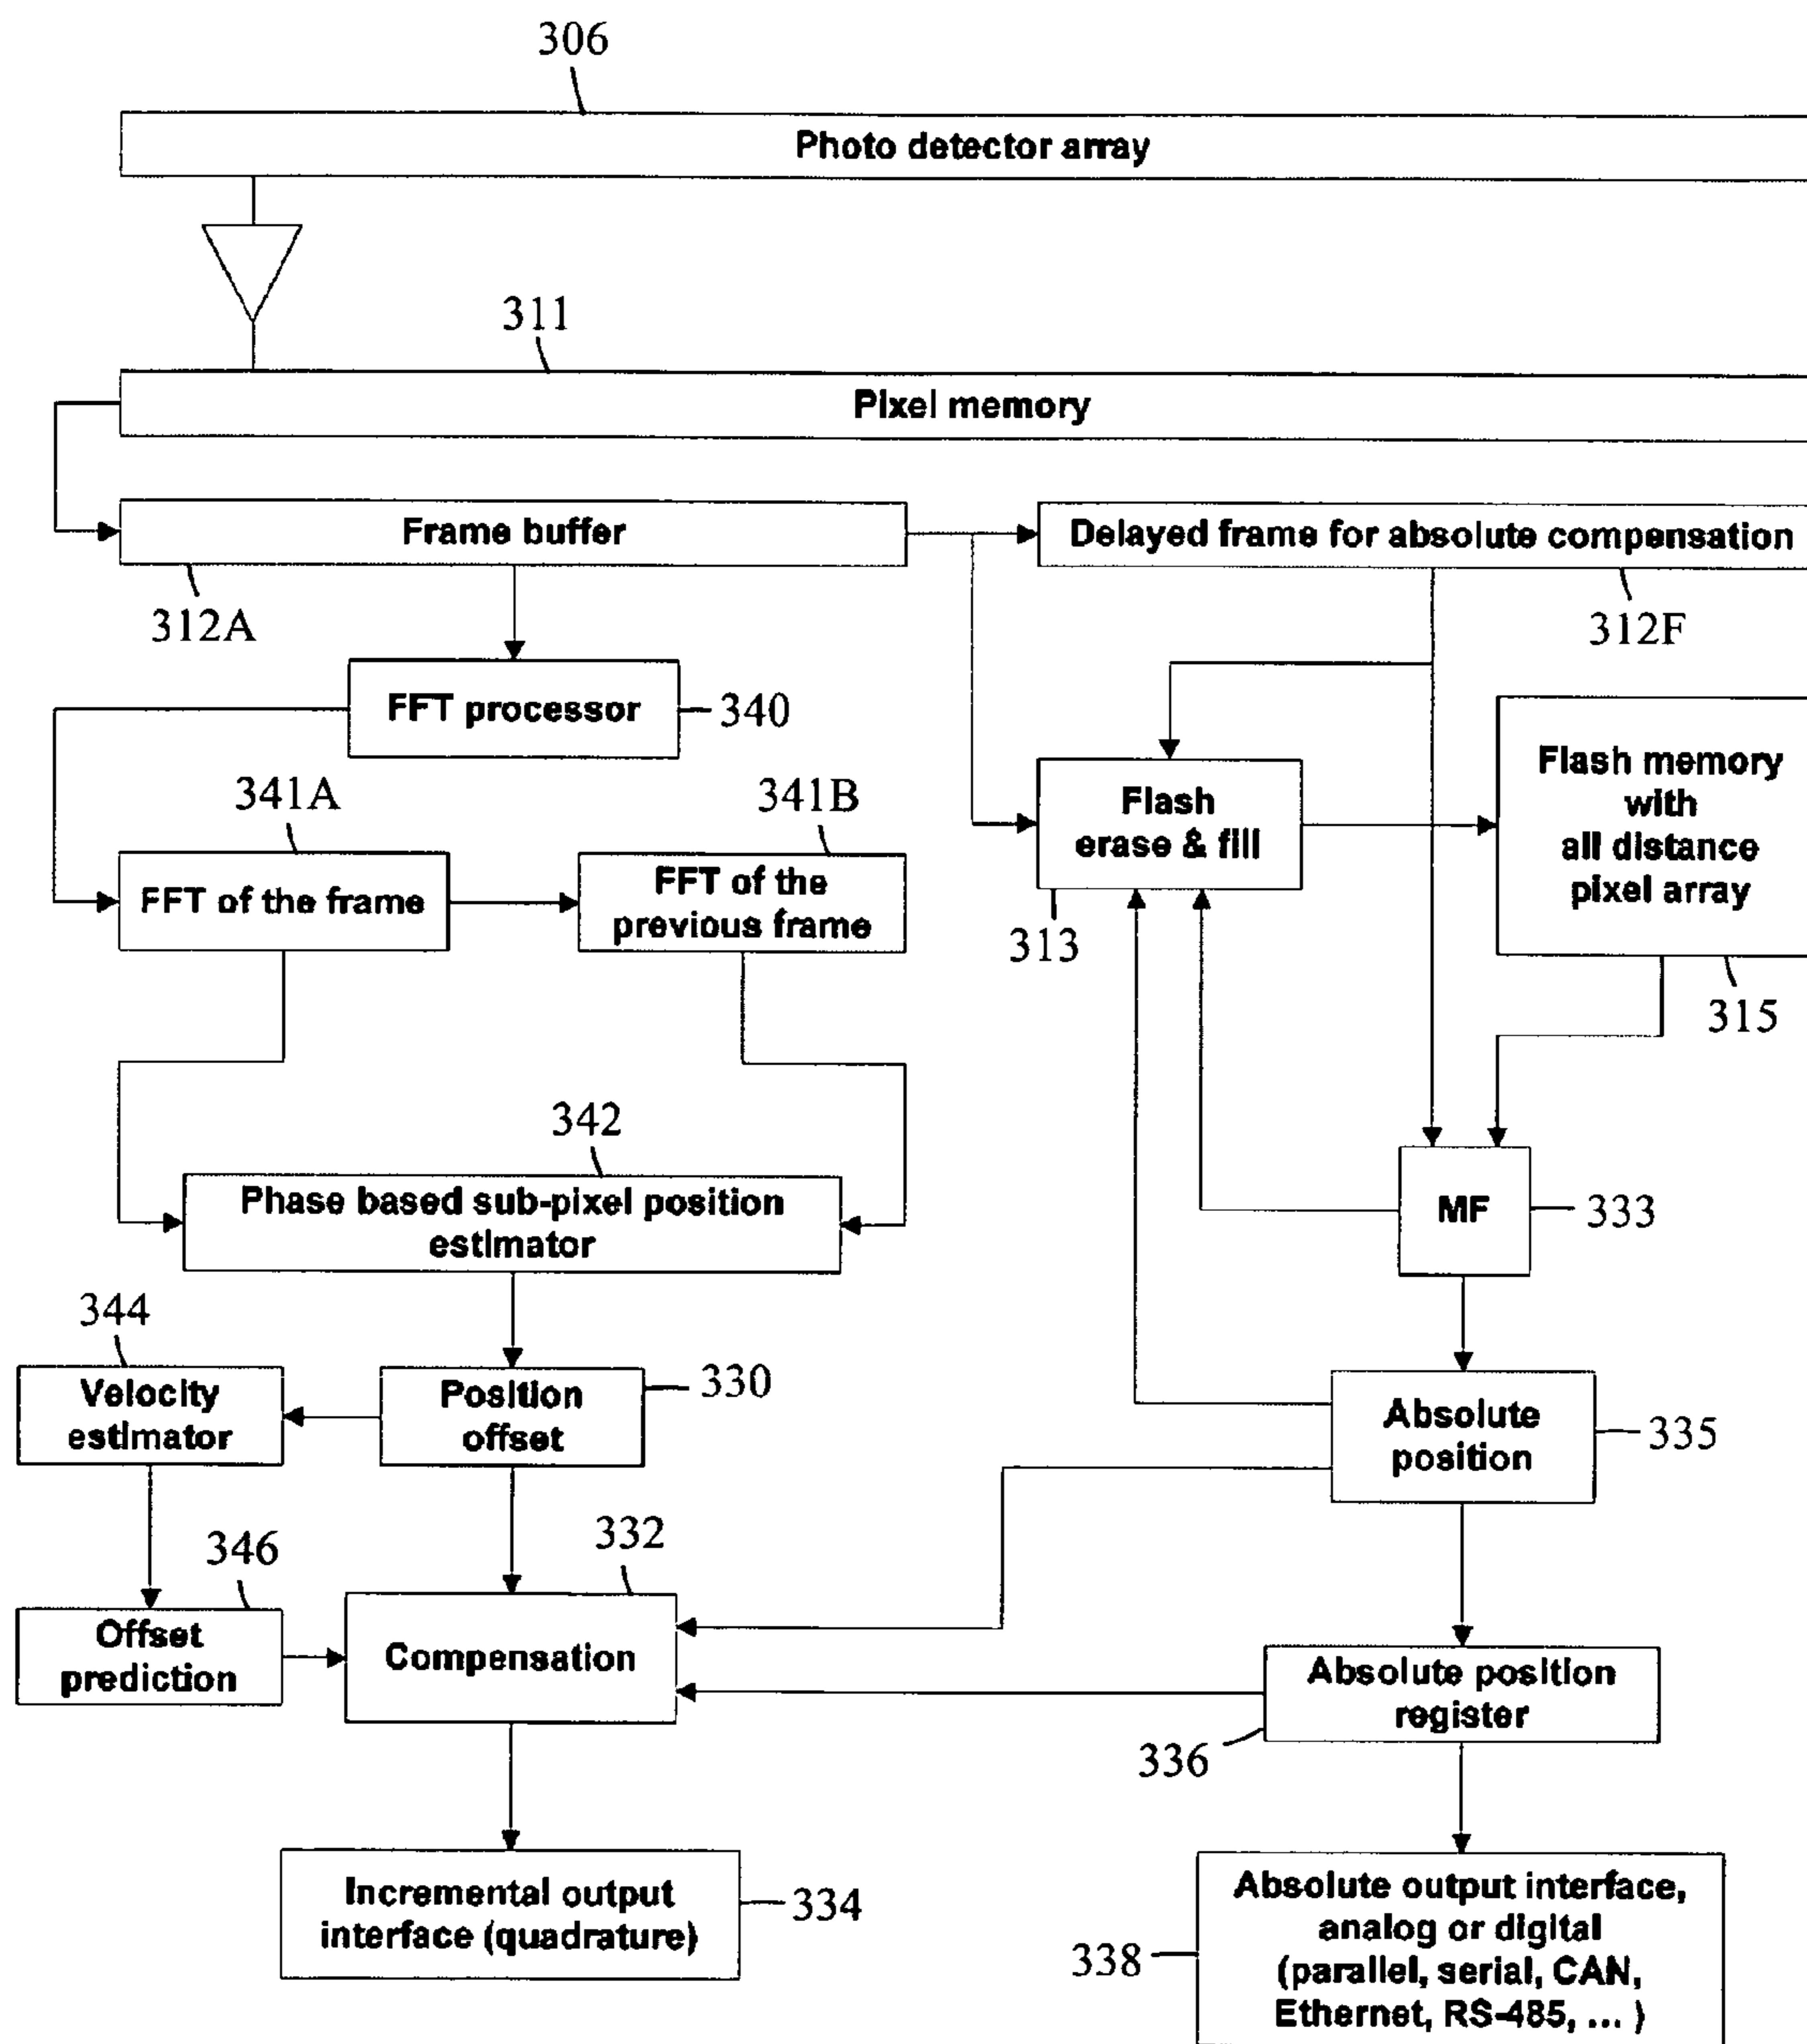 306
Photo detector array
311
Pixel memory
Frame buffer
Delayed frame for absolute compensation
312A
312F
FFT processor
340
Flash memory
with
all distance
pixel array
Flash
erase & fill
341A
341B
FFT of the frame
FFT of the
previous frame
313
315
342
Phase based sub-pixel position
estimator
MF
333
344
Velocity
estimator
Position
offset
330
Absolute
position
335
346
332
Offset
prediction
Compensation
Absolute position
register
336
Incremental output
interface (quadrature)
334
Absolute output interface,
analog or digital
(parallel, serial, CAN,
Ethernet, RS-485, ... )
338